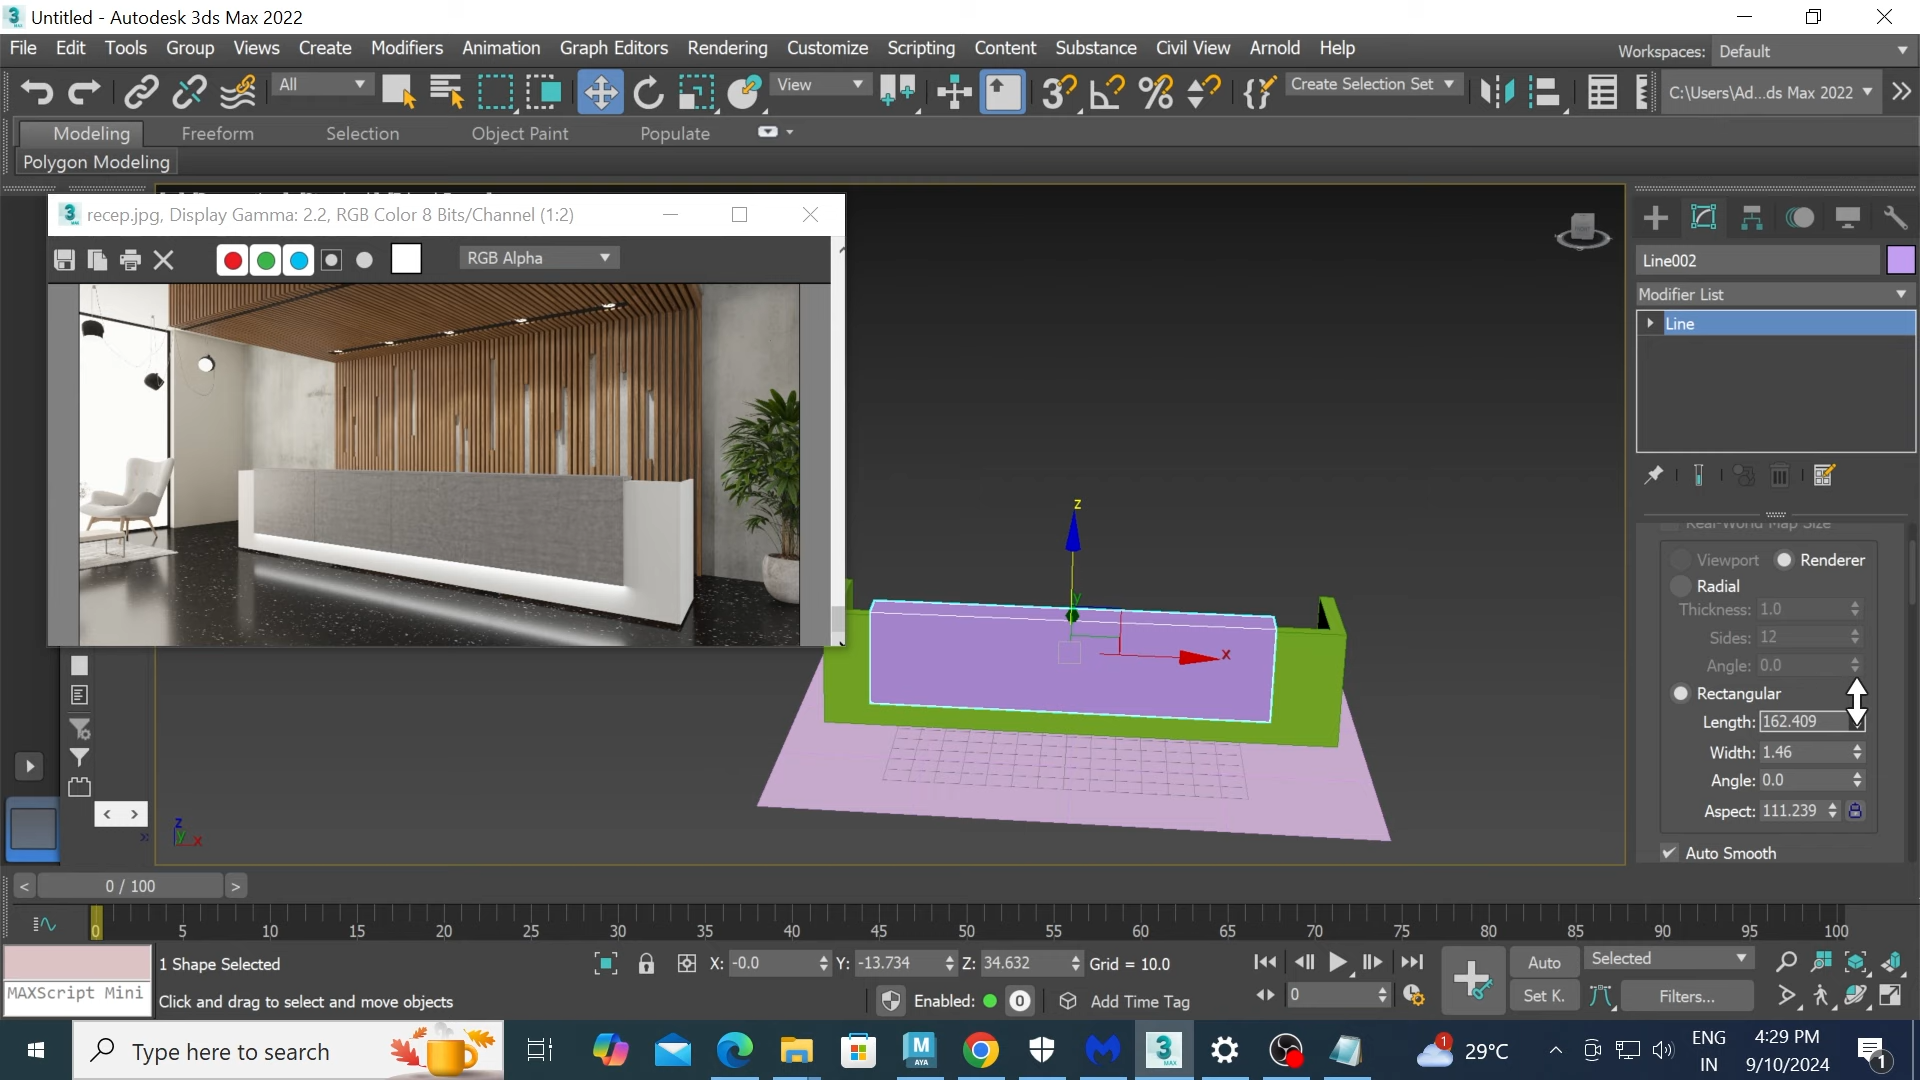 Untitled - Autodesk 3ds Max 2022
File Edit Tools Group Views Create Modifiers Animation Graph Editors Rendering Customize Scripting Content Substance Civil View Arnold Help
Workspaces: Default
All
View
Create Selection Set
C:\Users\Ad...ds Max 2022
Modeling Freeform Selection Object Paint Populate
Polygon Modeling
recep.jpg, Display Gamma: 2.2, RGB Color 8 Bits/Channel (1:2)
RGB Alpha
Line002
Modifier List
Line
Real-World Map Size
Viewport Renderer
Radial
Thickness: 1.0
Sides: 12
Angle: 0.0
Rectangular
Length: 162.409
Width: 1.46
Angle: 0.0
Aspect: 111.239
Auto Smooth
z
y
x
z
y x
0 / 100
0 5 10 15 20 25 30 35 40 45 50 55 60 65 70 75 80 85 90 95 100
1 Shape Selected
X: -0.0 Y: -13.734 Z: 34.632 Grid = 10.0
Auto Selected
MAXScript Mini
Click and drag to select and move objects
Enabled: 0 Add Time Tag
0
Set K. Filters...
Type here to search
29°C
ENG
IN
4:29 PM
9/10/2024